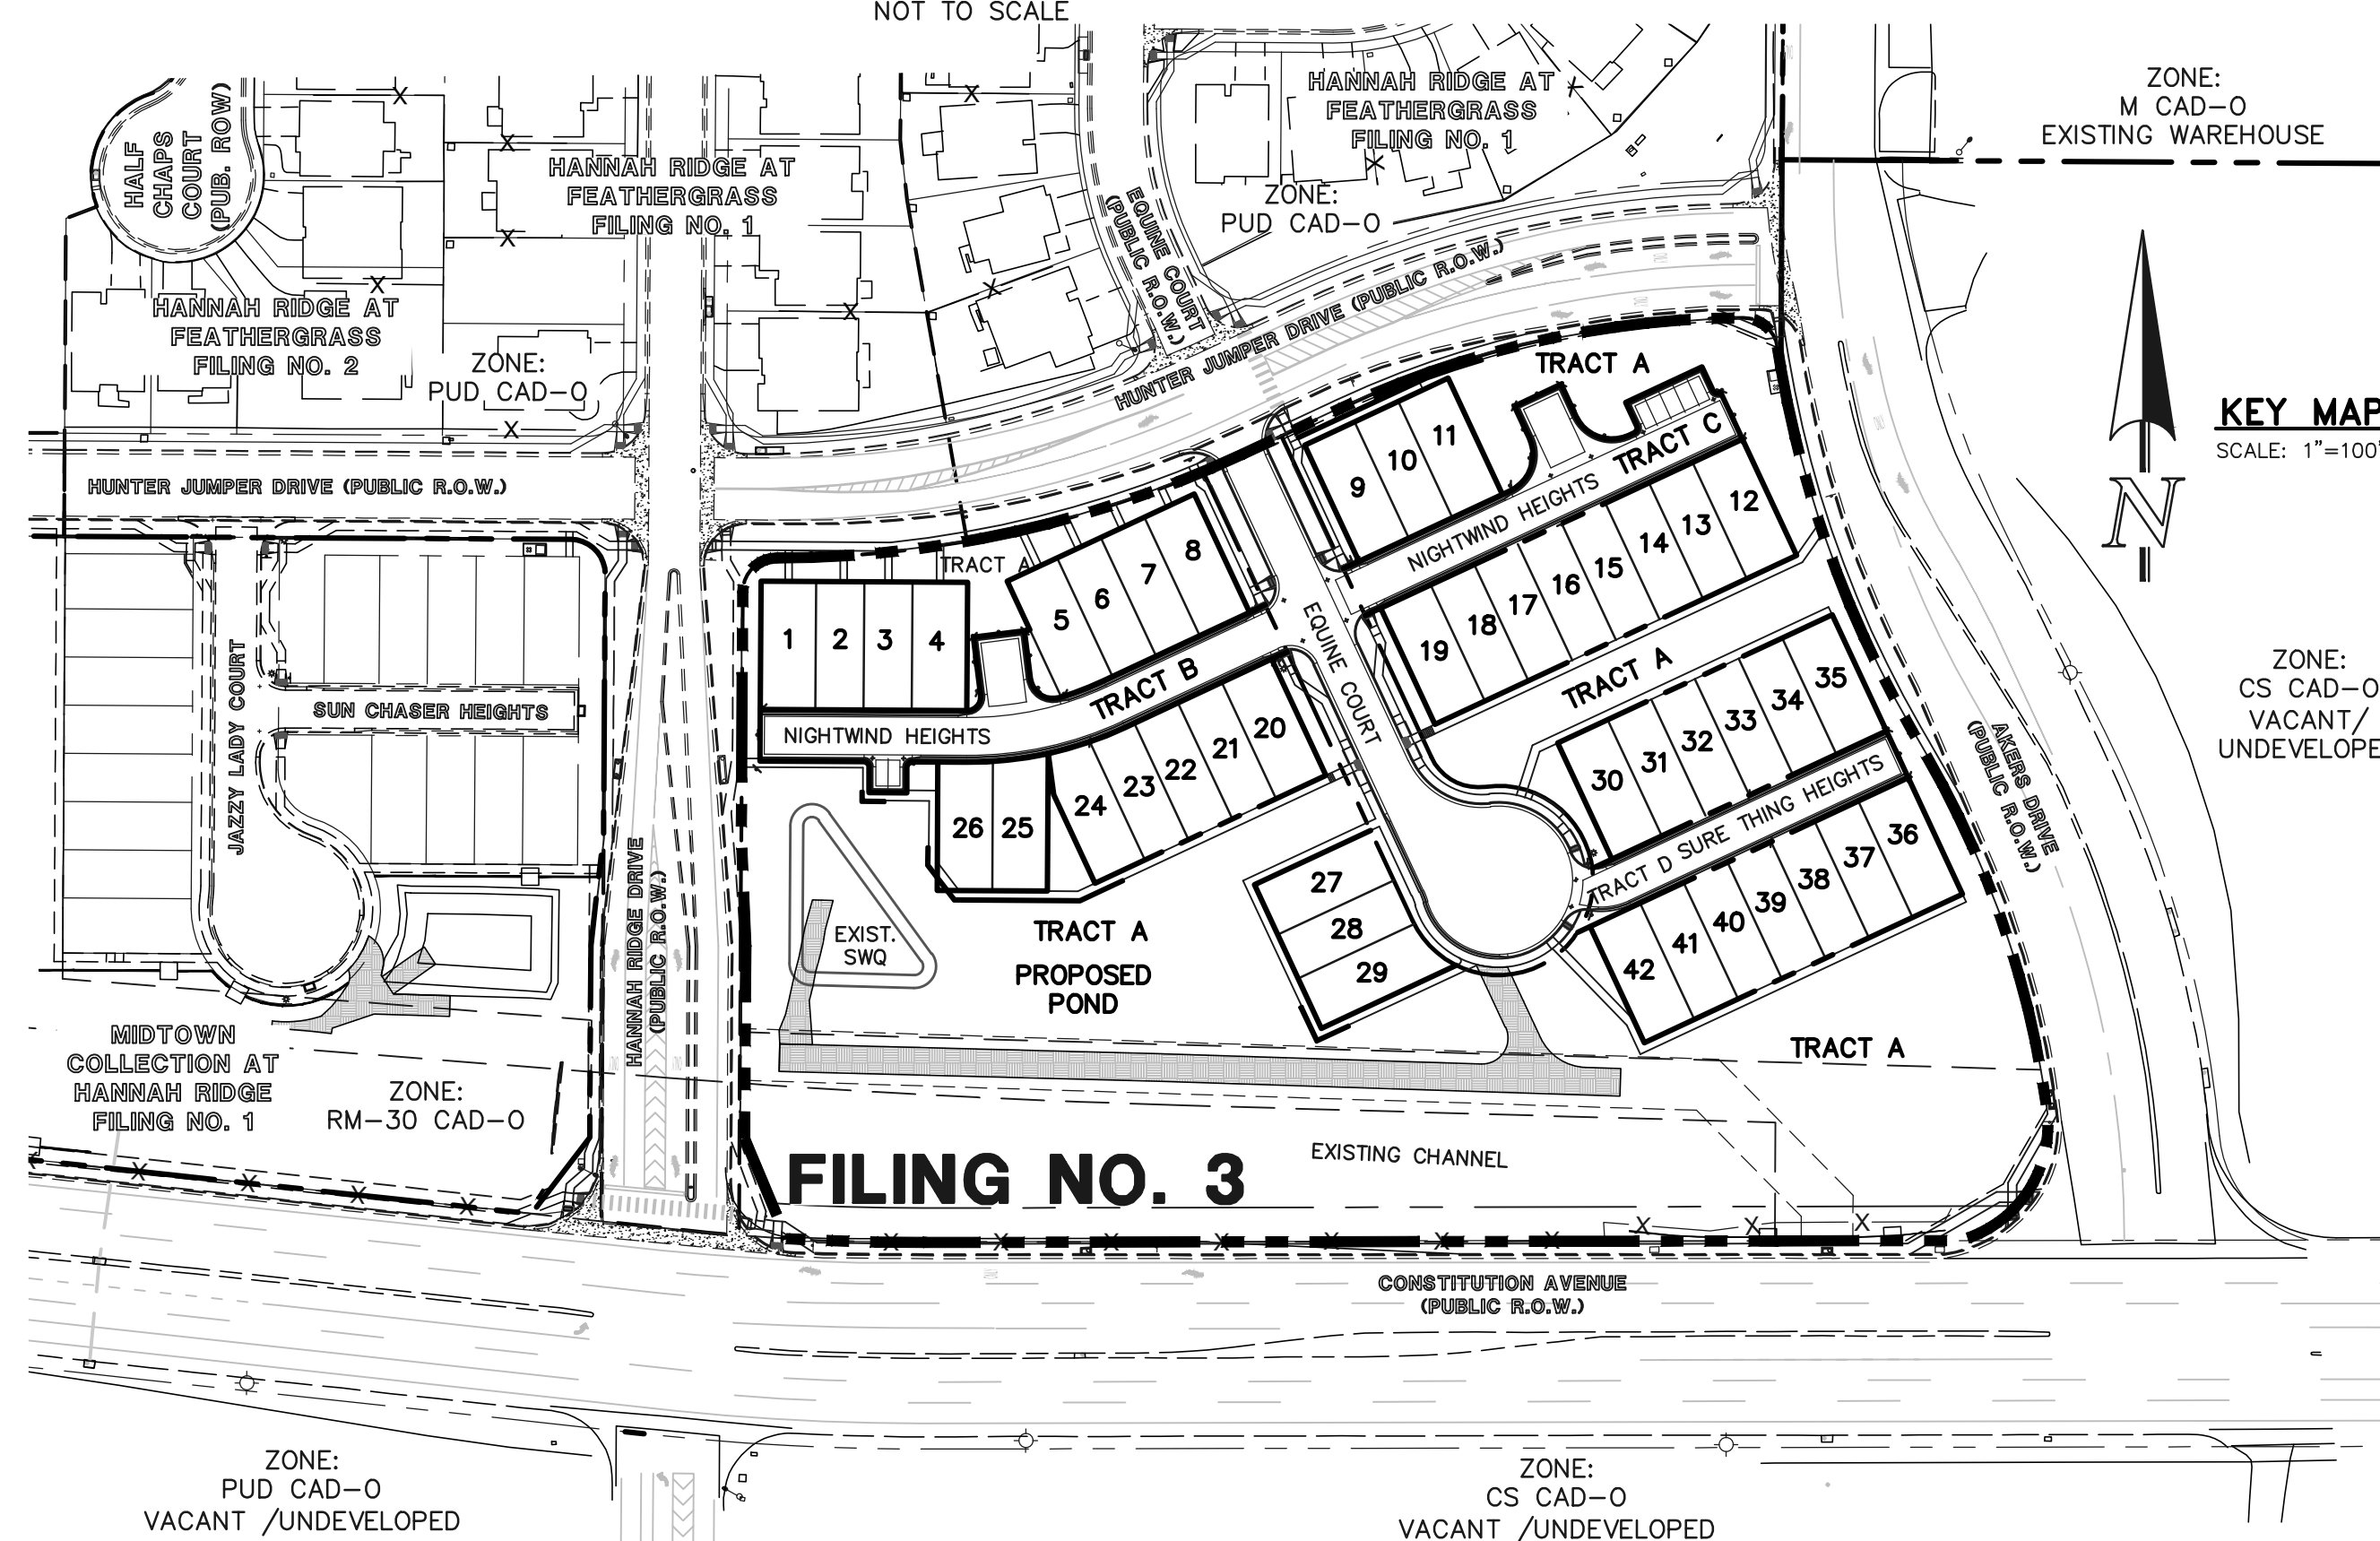 NOT TO SCALE
HALF
CHAPS
COURT
(PUB. ROW)
HANNAH RIDGE AT
FEATHERGRASS
FILING NO. 1
HANNAH RIDGE AT
FEATHERGRASS
FILING NO. 1
ZONE:
PUD CAD-O
ZONE:
M CAD-O
EXISTING WAREHOUSE
HANNAH RIDGE AT
FEATHERGRASS
FILING NO. 2
ZONE:
PUD CAD-O
EQUINE COURT
(PUBLIC R.O.W.)
HUNTER JUMPER DRIVE (PUBLIC R.O.W.)
HUNTER JUMPER DRIVE (PUBLIC R.O.W.)
KEY MAP
SCALE: 1"=100'
N
TRACT A
9
10
11
NIGHTWIND HEIGHTS
TRACT C
12
13
14
15
16
17
18
19
TRACT A
1
2
3
4
5
6
7
8
TRACT B
NIGHTWIND HEIGHTS
EQUINE COURT
20
21
22
23
24
25
26
TRACT A
30
31
32
33
34
35
TRACT D SURE THING HEIGHTS
36
37
38
39
40
41
42
27
28
29
JAZZY LADY COURT
SUN CHASER HEIGHTS
HANNAH RIDGE DRIVE
(PUBLIC R.O.W.)
AKERS DRIVE
(PUBLIC R.O.W.)
ZONE:
CS CAD-O
VACANT/
UNDEVELOPE
EXIST.
SWQ
TRACT A
PROPOSED
POND
TRACT A
MIDTOWN
COLLECTION AT
HANNAH RIDGE
FILING NO. 1
ZONE:
RM-30 CAD-O
EXISTING CHANNEL
FILING NO. 3
CONSTITUTION AVENUE
(PUBLIC R.O.W.)
ZONE:
PUD CAD-O
VACANT /UNDEVELOPED
ZONE:
CS CAD-O
VACANT /UNDEVELOPED